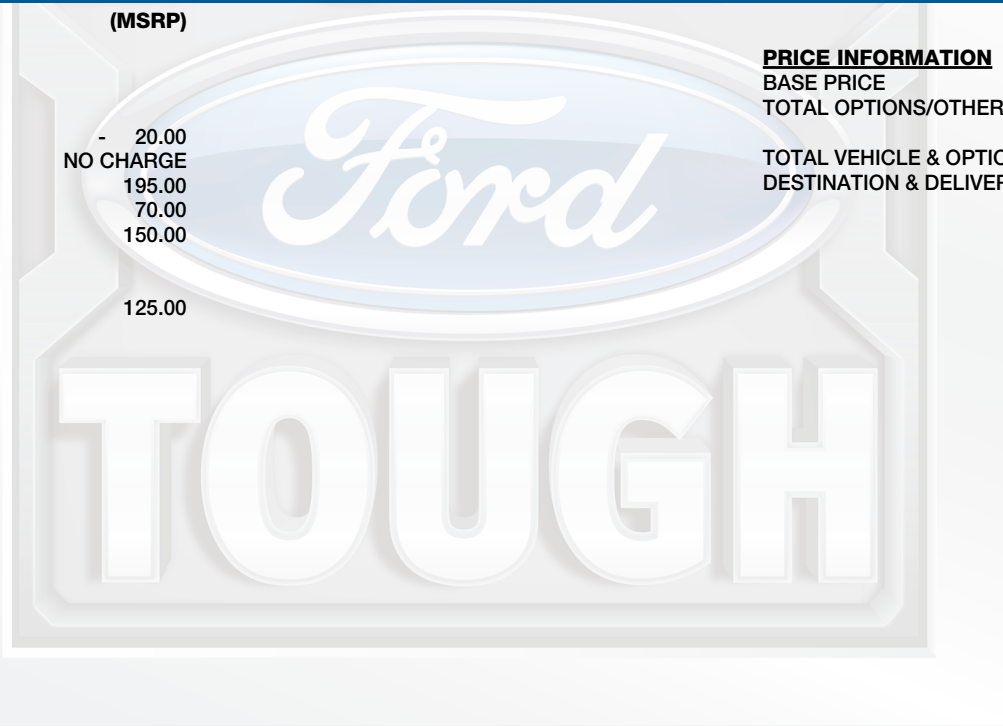 (MSRP)
- 20.00
NO CHARGE
195.00
70.00
150.00
125.00
PRICE INFORMATION
BASE PRICE
TOTAL OPTIONS/OTHER
TOTAL VEHICLE & OPTIO
DESTINATION & DELIVER
Ford
TOUGH